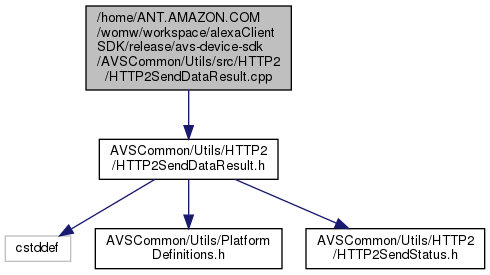 /home/ANT.AMAZON.COM
/womw/workspace/alexaClient
SDK/release/avs-device-sdk
/AVSCommon/Utils/src/HTTP2
/HTTP2SendDataResult.cpp
AVSCommon/Utils/HTTP2
/HTTP2SendDataResult.h
cstddef
AVSCommon/Utils/Platform
Definitions.h
AVSCommon/Utils/HTTP2
/HTTP2SendStatus.h